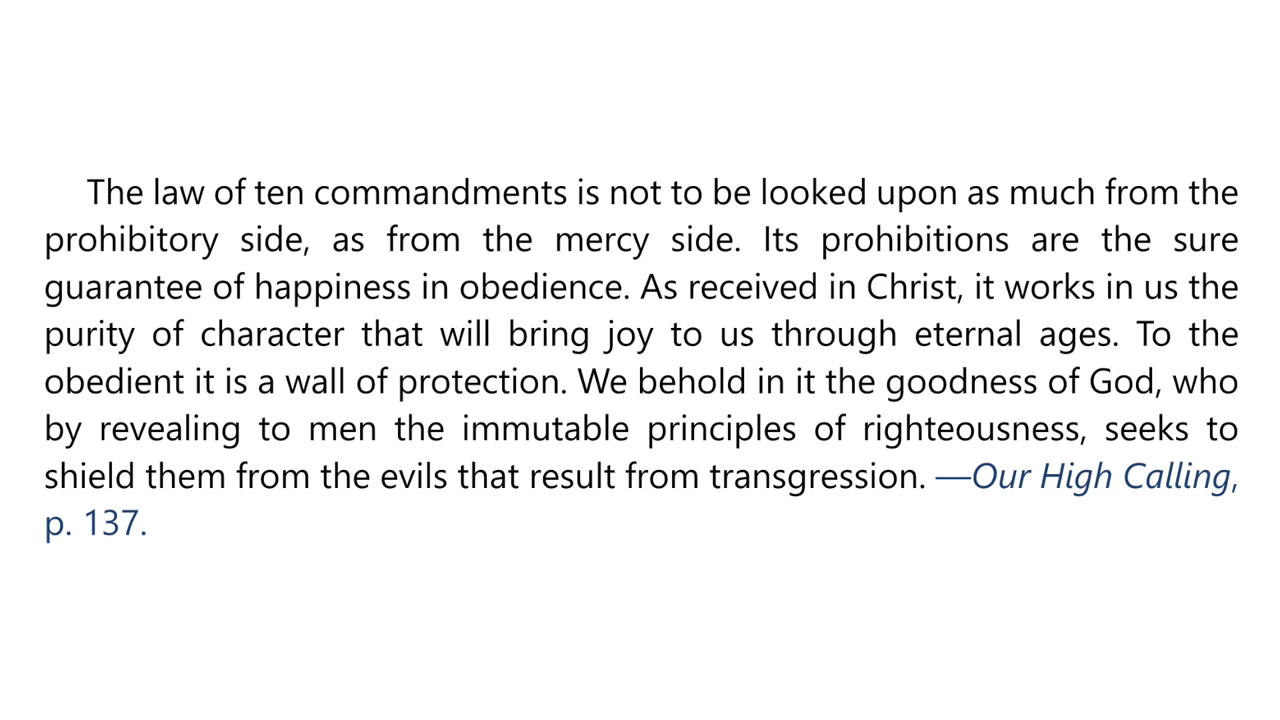 The law of ten commandments is not to be looked upon as much from the
prohibitory side, as from the mercy side. Its prohibitions are the sure
guarantee of happiness in obedience. As received in Christ, it works in us the
purity of character that will bring joy to us through eternal ages. To the
obedient it is a wall of protection. We behold in it the goodness of God, who
by revealing to men the immutable principles of righteousness, seeks to
shield them from the evils that result from transgression. —Our High Calling,
p. 137.